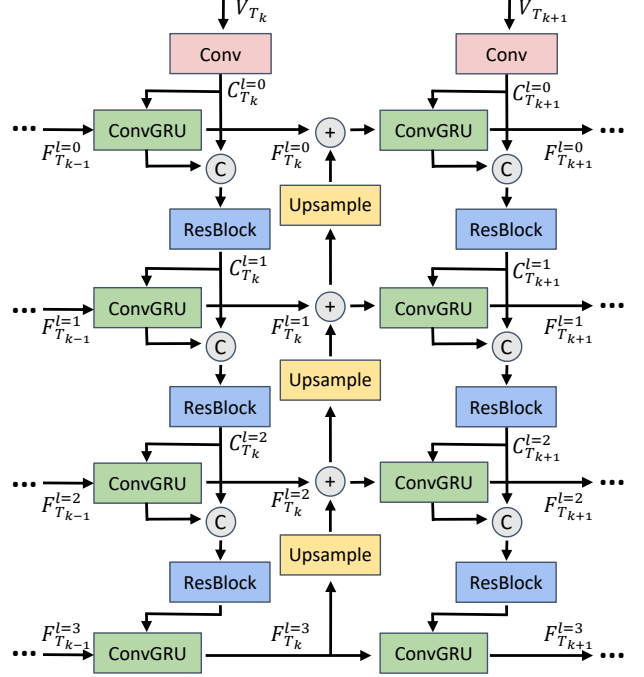 V_{T_k} V_{T_{k+1}}
Conv Conv
C_{T_k}^{l=0} C_{T_{k+1}}^{l=0}
... ConvGRU + ConvGRU ...
F_{T_{k-1}}^{l=0} F_{T_k}^{l=0} F_{T_{k+1}}^{l=0}
C C
Upsample
ResBlock ResBlock
C_{T_k}^{l=1} C_{T_{k+1}}^{l=1}
... ConvGRU + ConvGRU ...
F_{T_{k-1}}^{l=1} F_{T_k}^{l=1} F_{T_{k+1}}^{l=1}
C C
Upsample
ResBlock ResBlock
C_{T_k}^{l=2} C_{T_{k+1}}^{l=2}
... ConvGRU + ConvGRU ...
F_{T_{k-1}}^{l=2} F_{T_k}^{l=2} F_{T_{k+1}}^{l=2}
C C
Upsample
ResBlock ResBlock
F_{T_{k-1}}^{l=3} F_{T_k}^{l=3} F_{T_{k+1}}^{l=3}
... ConvGRU ConvGRU ...